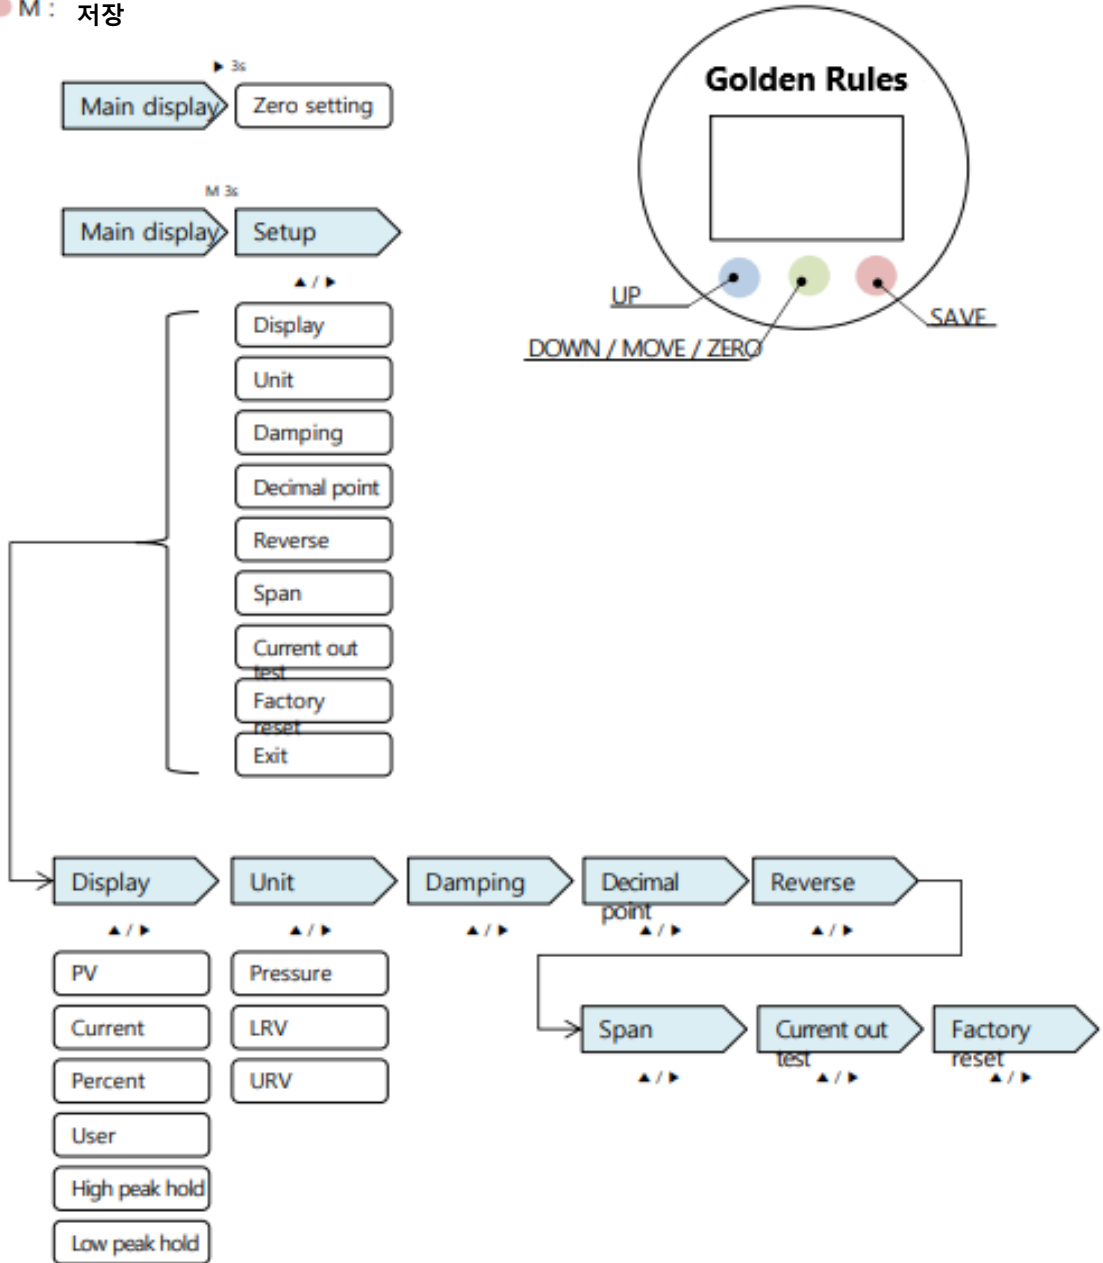 M : 저장
▶ 3s
Main display
Zero setting
M 3s
Main display
Setup
▲ / ▶
Display
Unit
Damping
Decimal point
Reverse
Span
Current out
test
Factory
reset
Exit
Golden Rules
UP
SAVE
DOWN / MOVE / ZERO
Display
Unit
Damping
Decimal
point
Reverse
▲ / ▶
▲ / ▶
▲ / ▶
▲ / ▶
▲ / ▶
PV
Current
Percent
User
High peak hold
Low peak hold
Pressure
LRV
URV
Span
Current out
test
Factory
reset
▲ / ▶
▲ / ▶
▲ / ▶